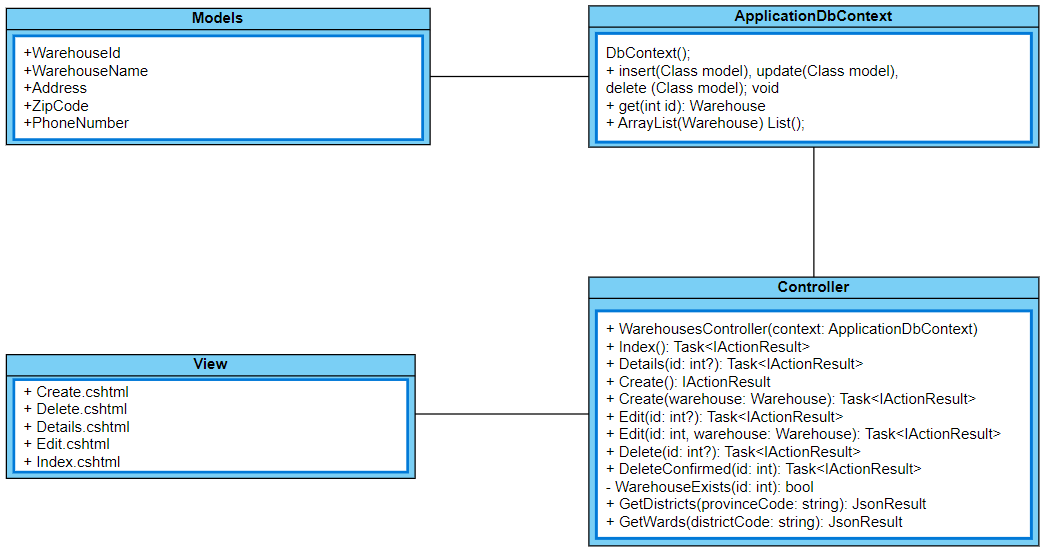 Models
+WarehouseId
+WarehouseName
+Address
+ZipCode
+PhoneNumber
ApplicationDbContext
DbContext();
+ insert(Class model), update(Class model),
delete (Class model); void
+ get(int id): Warehouse
+ ArrayList(Warehouse) List();
View
+ Create.cshtml
+ Delete.cshtml
+ Details.cshtml
+ Edit.cshtml
+ Index.cshtml
Controller
+ WarehousesController(context: ApplicationDbContext)
+ Index(): Task<IActionResult>
+ Details(id: int?): Task<IActionResult>
+ Create(): IActionResult
+ Create(warehouse: Warehouse): Task<IActionResult>
+ Edit(id: int?): Task<IActionResult>
+ Edit(id: int, warehouse: Warehouse): Task<IActionResult>
+ Delete(id: int?): Task<IActionResult>
+ DeleteConfirmed(id: int): Task<IActionResult>
- WarehouseExists(id: int): bool
+ GetDistricts(provinceCode: string): JsonResult
+ GetWards(districtCode: string): JsonResult